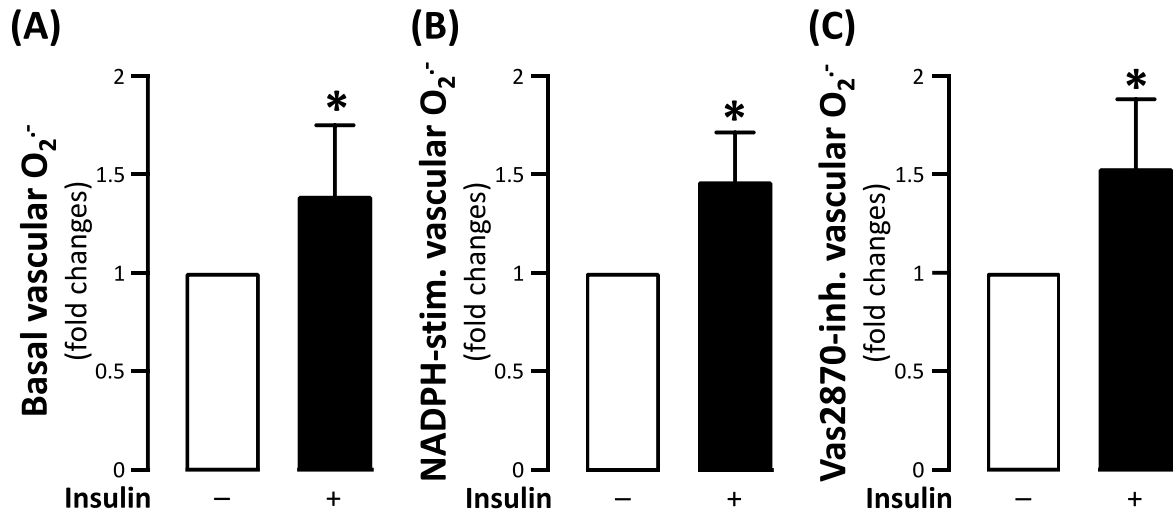 (A)
Basal vascular O₂·⁻
(fold changes)
2
1.5
1
0.5
0
Insulin – +
(B)
NADPH-stim. vascular O₂·⁻
(fold changes)
2
1.5
1
0.5
0
*
*
– +
(C)
Vas2870-inh. vascular O₂·⁻
(fold changes)
2
1.5
1
0.5
0
*
– +